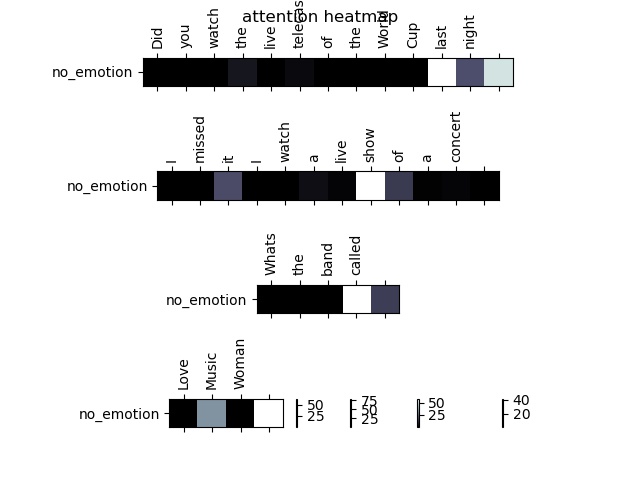 attention heatmap
Did you watch the live telecas of the World Cup last night
no_emotion
I missed it I watch a live show of a concert
no_emotion
Whats the band called
no_emotion
Love Music Woman
no_emotion
50 25
75 50 25
50 25
40 20